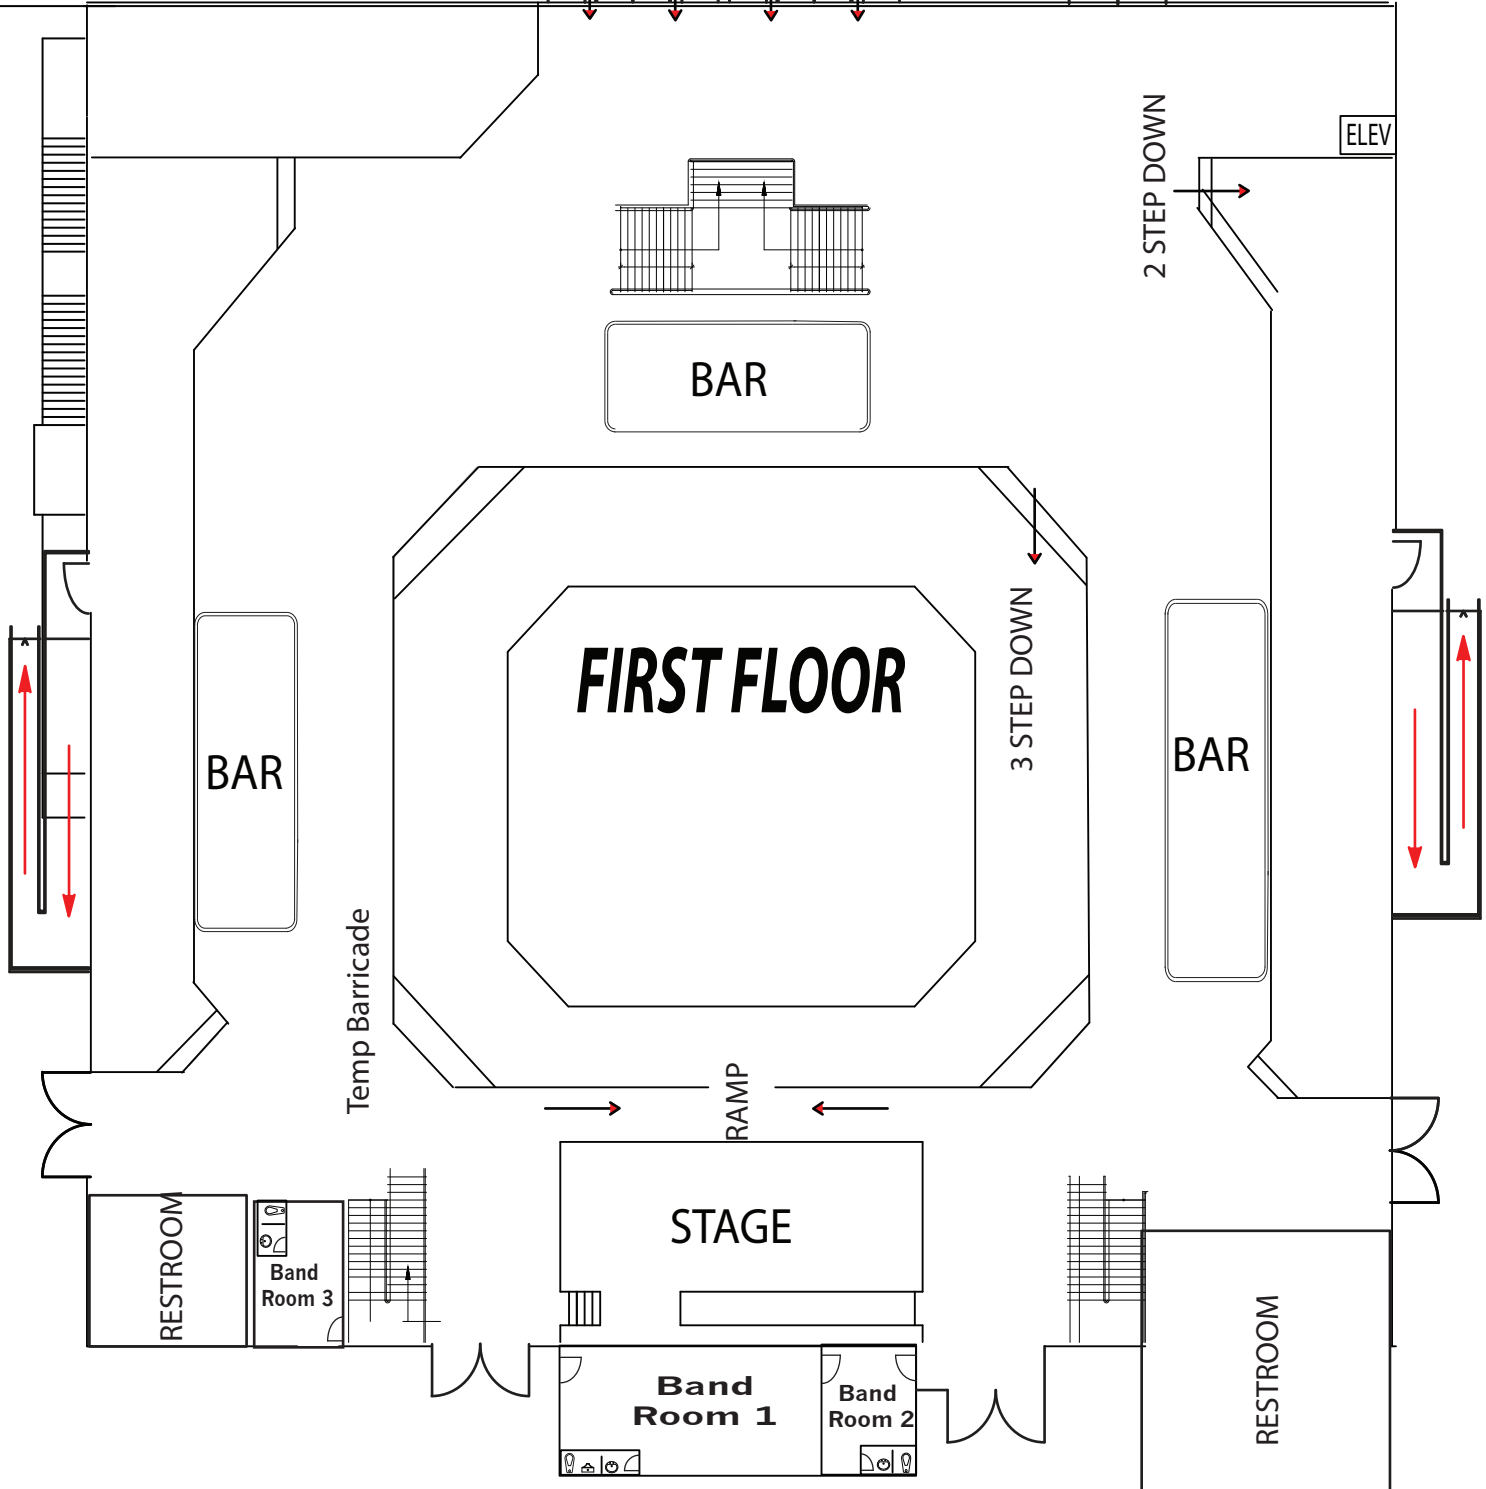 ELEV
2 STEP DOWN
BAR
FIRST FLOOR
3 STEP DOWN
BAR
BAR
Temp Barricade
RAMP
STAGE
RESTROOM
Band
Room 3
Band
Room 1
Band
Room 2
RESTROOM